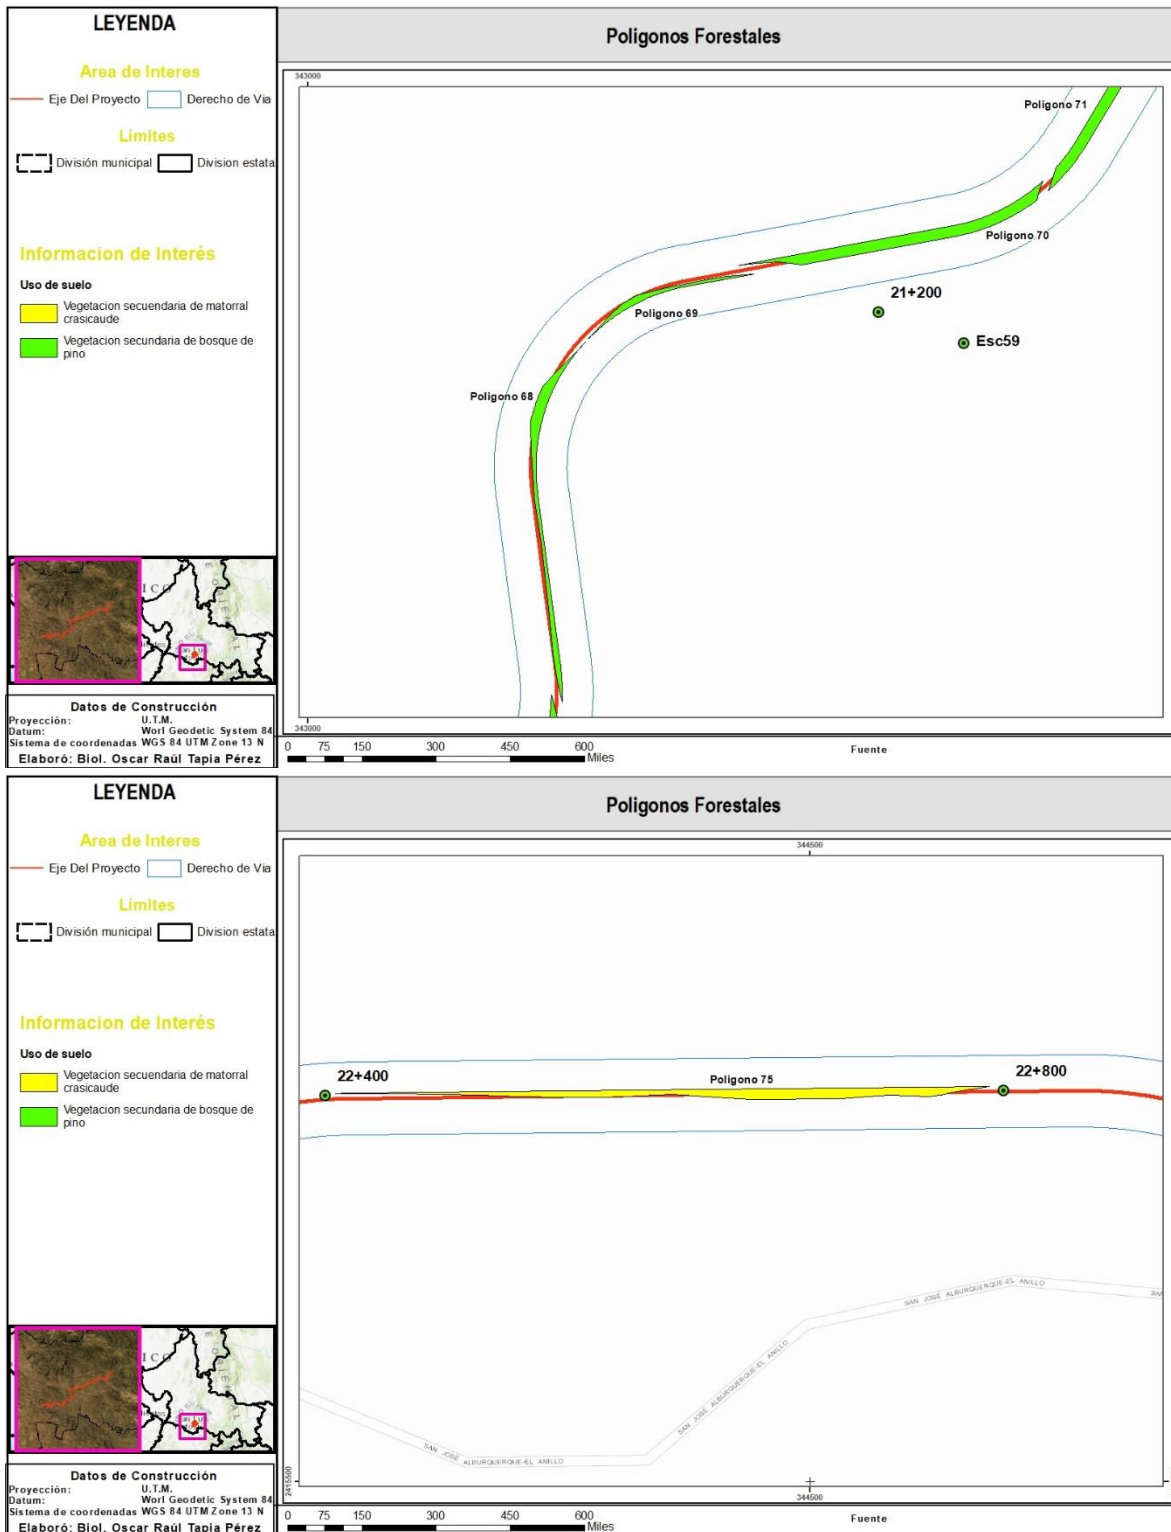 LEYENDA
Area de Interes
Eje Del Proyecto
Derecho de Via
Límites
División municipal
Division estata
Informacion de Interés
Uso de suelo
Vegetacion secuendaria de matorral
crasicaude
Vegetacion secundaria de bosque de
pino
Datos de Construcción
Proyección: U.T.M.
Datum: Worl Geodetic System 84
Sistema de coordenadas WGS 84 UTM Zone 13 N
Elaboró: Biol. Oscar Raúl Tapia Pérez
Poligonos Forestales
343000
Poligono 71
Poligono 70
Poligono 69
21+200
Esc59
Poligono 68
343000
0 75 150 300 450 600
Miles
Fuente
LEYENDA
Area de Interes
Eje Del Proyecto
Derecho de Via
Límites
División municipal
Division estata
Informacion de Interés
Uso de suelo
Vegetacion secuendaria de matorral
crasicaude
Vegetacion secundaria de bosque de
pino
Datos de Construcción
Proyección: U.T.M.
Datum: Worl Geodetic System 84
Sistema de coordenadas WGS 84 UTM Zone 13 N
Elaboró: Biol. Oscar Raúl Tapia Pérez
Poligonos Forestales
344500
22+400
Poligono 75
22+800
SAN JOSÉ ALBURQUERQUE-EL ANILLO
SAN
SAN JOSÉ ALBURQUERQUE-EL ANILLO
SAN JOSÉ ALBURQUERQUE-EL ANILLO
2415500
344500
0 75 150 300 450 600
Miles
Fuente